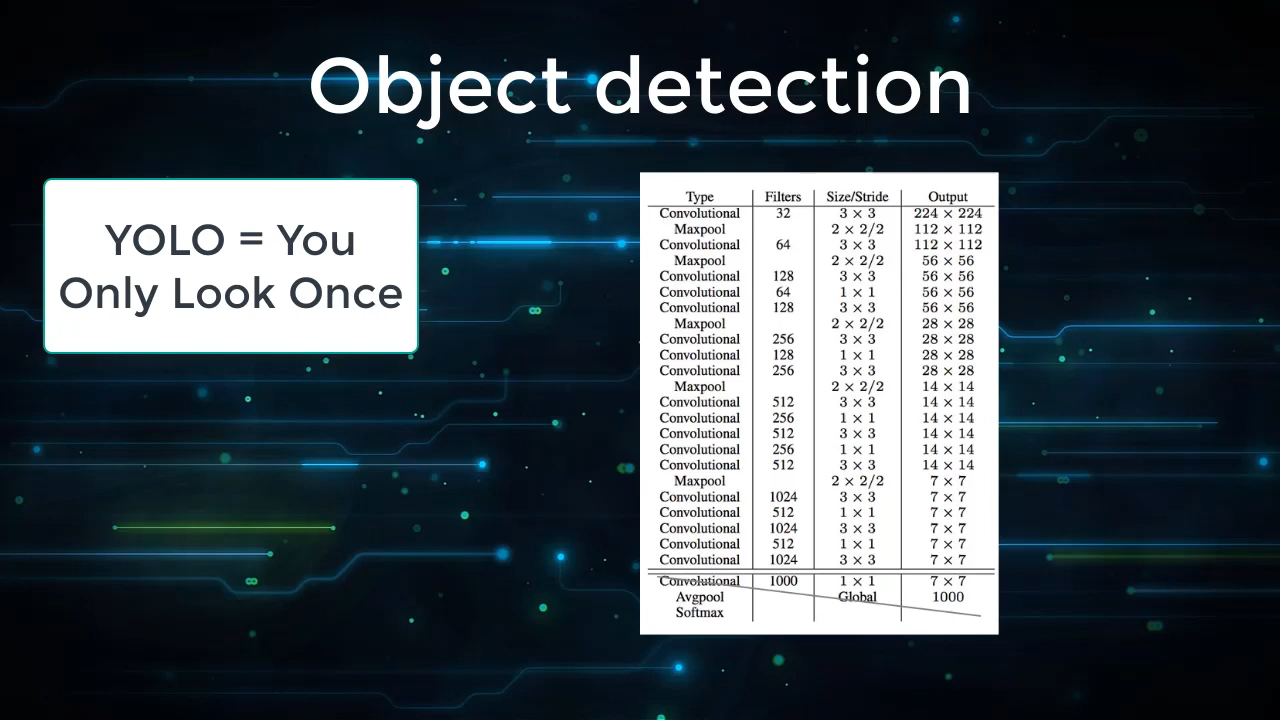 Object detection
YOLO = You
Only Look Once
Type Filters Size/Stride Output
Convolutional 32 3 × 3 224 × 224
Maxpool 2 × 2/2 112 × 112
Convolutional 64 3 × 3 112 × 112
Maxpool 2 × 2/2 56 × 56
Convolutional 128 3 × 3 56 × 56
Convolutional 64 1 × 1 56 × 56
Convolutional 128 3 × 3 56 × 56
Maxpool 2 × 2/2 28 × 28
Convolutional 256 3 × 3 28 × 28
Convolutional 128 1 × 1 28 × 28
Convolutional 256 3 × 3 28 × 28
Maxpool 2 × 2/2 14 × 14
Convolutional 512 3 × 3 14 × 14
Convolutional 256 1 × 1 14 × 14
Convolutional 512 3 × 3 14 × 14
Convolutional 256 1 × 1 14 × 14
Convolutional 512 3 × 3 14 × 14
Maxpool 2 × 2/2 7 × 7
Convolutional 1024 3 × 3 7 × 7
Convolutional 512 1 × 1 7 × 7
Convolutional 1024 3 × 3 7 × 7
Convolutional 512 1 × 1 7 × 7
Convolutional 1024 3 × 3 7 × 7
Convolutional 1000 1 × 1 7 × 7
Avgpool Global 1000
Softmax